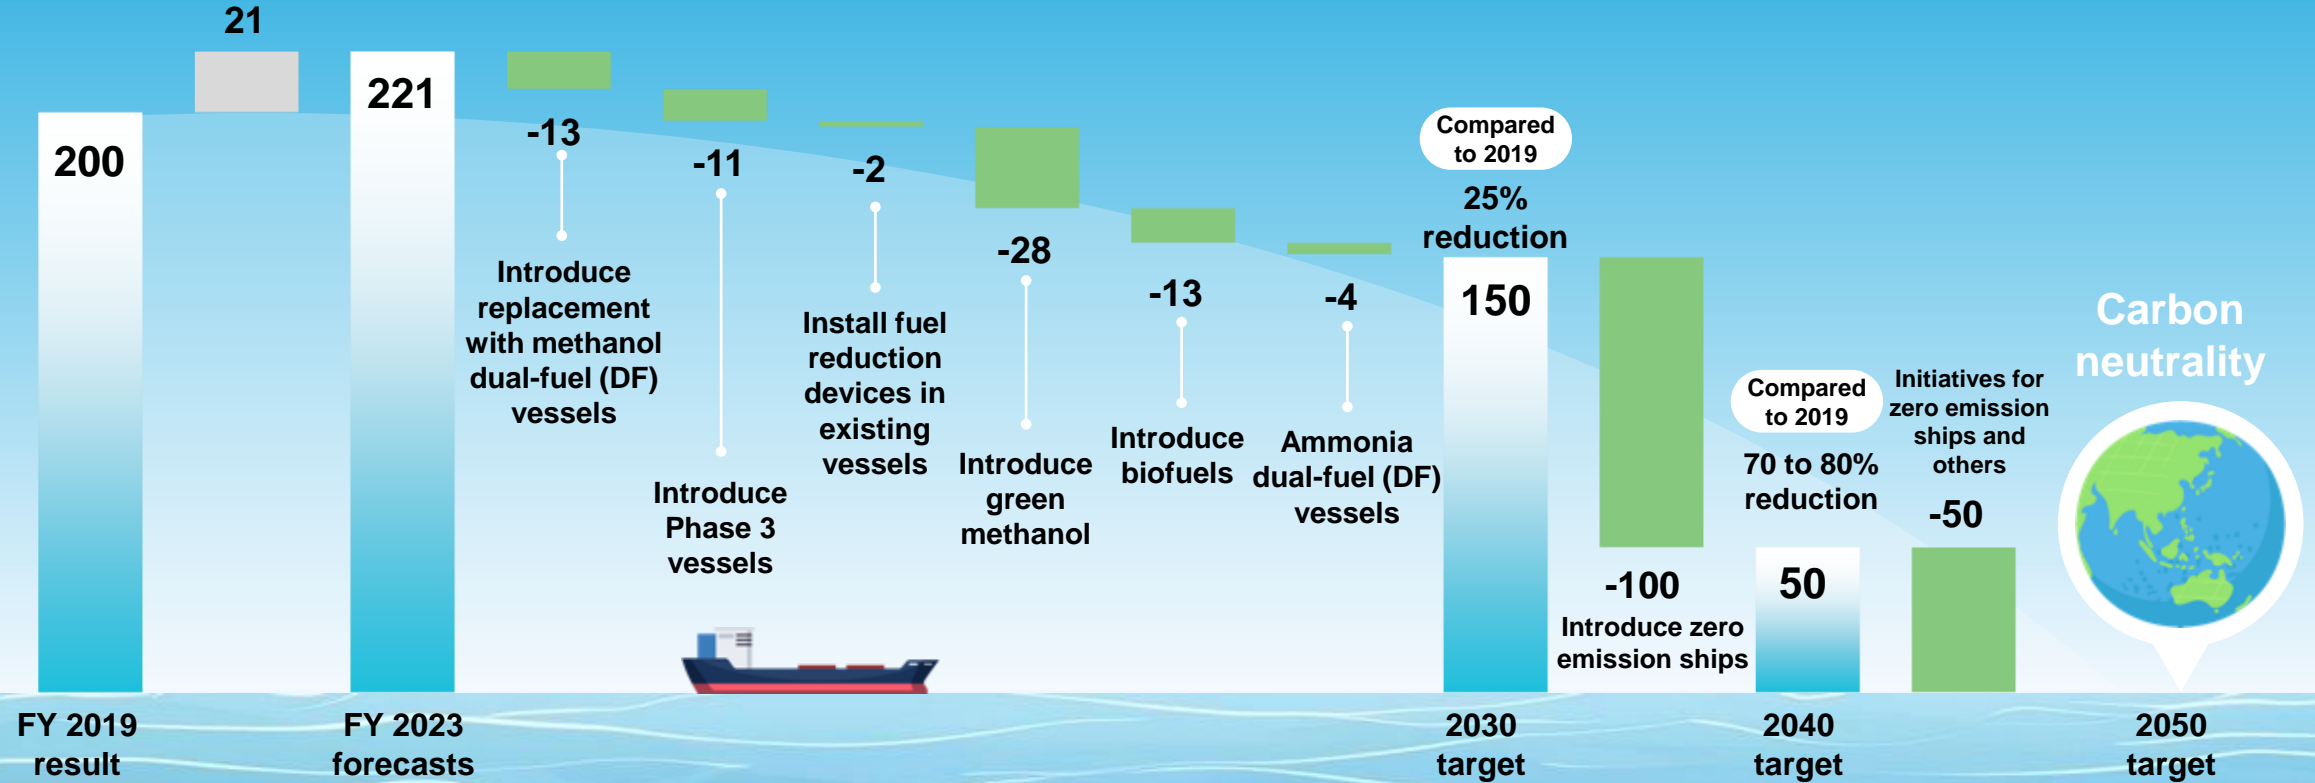 21
200
221
-13
Introduce
replacement
with methanol
dual-fuel (DF)
vessels
-11
Introduce
Phase 3
vessels
-2
Install fuel
reduction
devices in
existing
vessels
-28
Introduce
green
methanol
-13
Introduce
biofuels
-4
Ammonia
dual-fuel (DF)
vessels
Compared
to 2019
25%
reduction
150
-100
Introduce zero
emission ships
Compared
to 2019
70 to 80%
reduction
50
Initiatives for
zero emission
ships and
others
-50
Carbon
neutrality
FY 2019
result
FY 2023
forecasts
2030
target
2040
target
2050
target